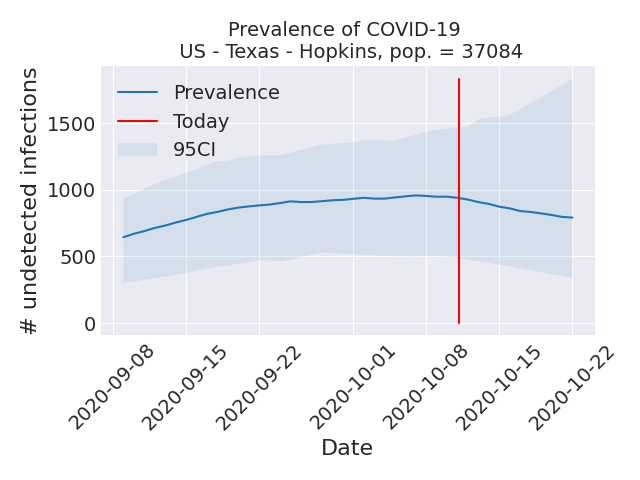 Prevalence of COVID-19
US - Texas - Hopkins, pop. = 37084
# undetected infections
1500
1000
500
0
Prevalence
Today
95CI
2020-09-08
2020-09-15
2020-09-22
2020-10-01
2020-10-08
2020-10-15
2020-10-22
Date